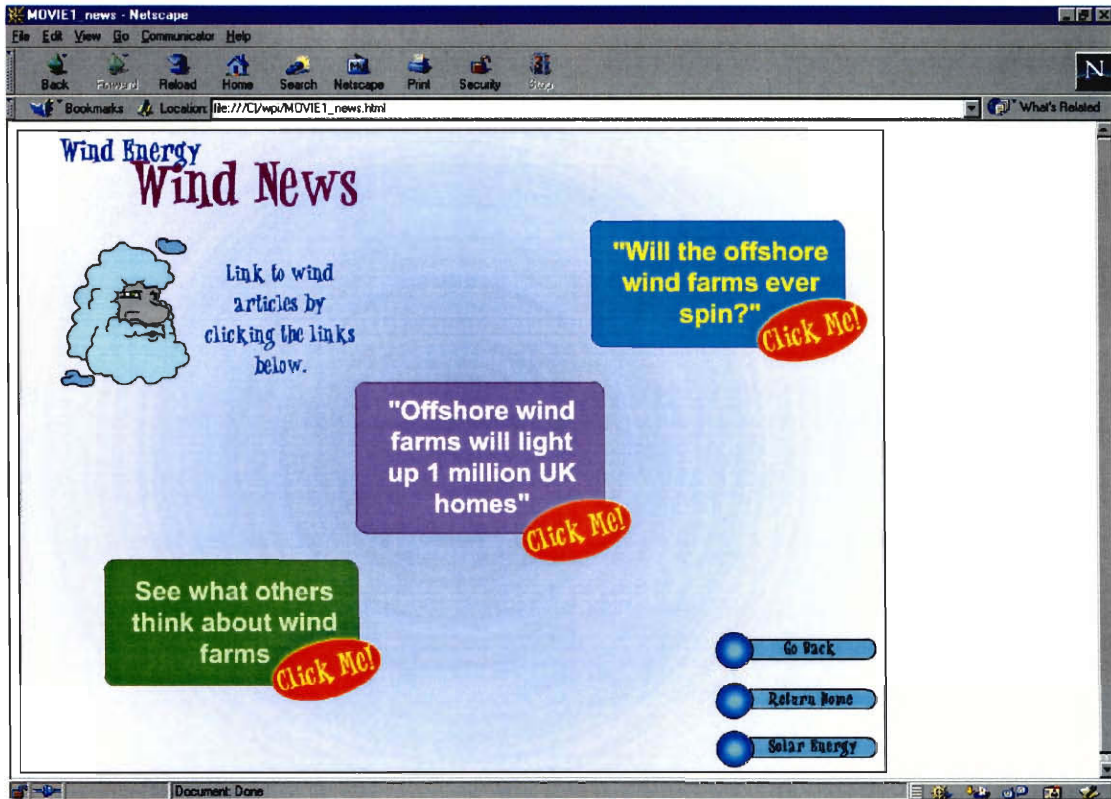 MOVIE1_news - Netscape
File Edit View Go Communicator Help
Back Forward Reload Home Search Netscape Print Security Stop
Bookmarks Location: file:///C|/wpi/MOVIE1_news.html What's Related
N
Wind Energy
Wind News
Link to wind
articles by
clicking the links
below.
"Will the offshore
wind farms ever
spin?"
Click Me!
"Offshore wind
farms will light
up 1 million UK
homes"
Click Me!
See what others
think about wind
farms
Click Me!
Go Back
Return Home
Solar Energy
Document: Done